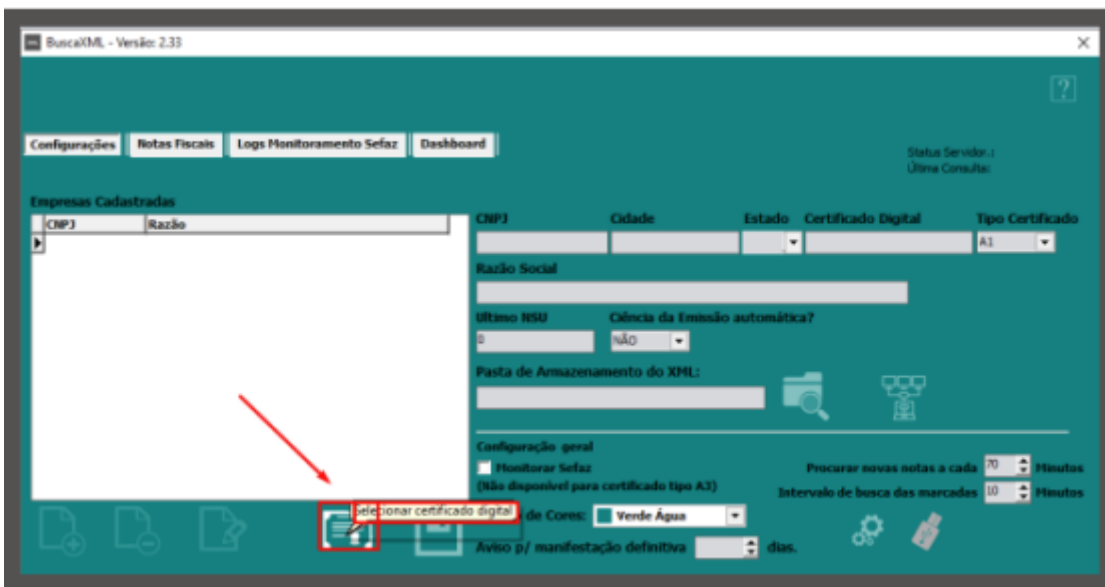 BuscaXML - Versão: 2.33
Configurações Notas Fiscais Logs Monitoramento Sefaz Dashboard
Status Servidor.:
Última Consulta:
Empresas Cadastradas
CNPJ Razão
CNPJ Cidade Estado Certificado Digital Tipo Certificado
A1
Razão Social
Ultimo NSU Ciência da Emissão automática?
0 NÃO
Pasta de Armazenamento do XML:
Configuração geral
Monitorar Sefaz Procurar novas notas a cada 70 Minutos
(Não disponível para certificado tipo A3) Intervalo de busca das marcadas 10 Minutos
Selecionar certificado digital de Cores: Verde Água
Aviso p/ manifestação definitiva dias.